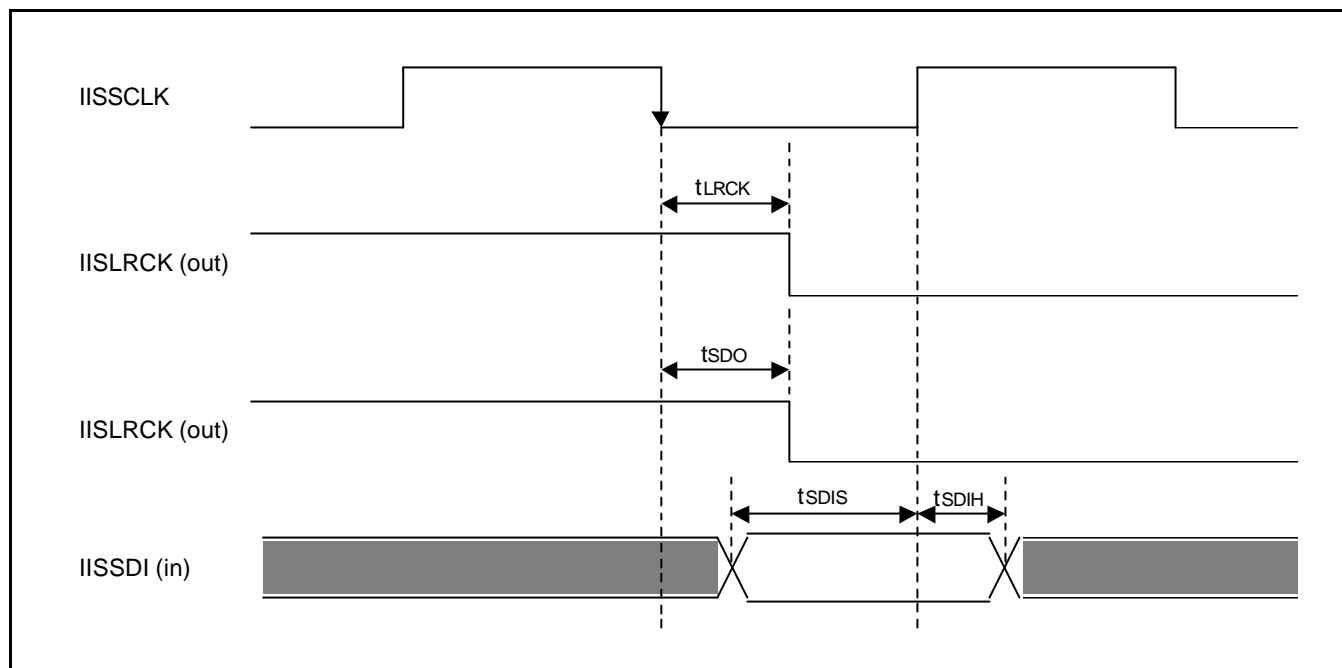 IISSCLK
tLRCK
IISLRCK (out)
tSDO
IISLRCK (out)
tSDIS
tSDIH
IISSDI (in)